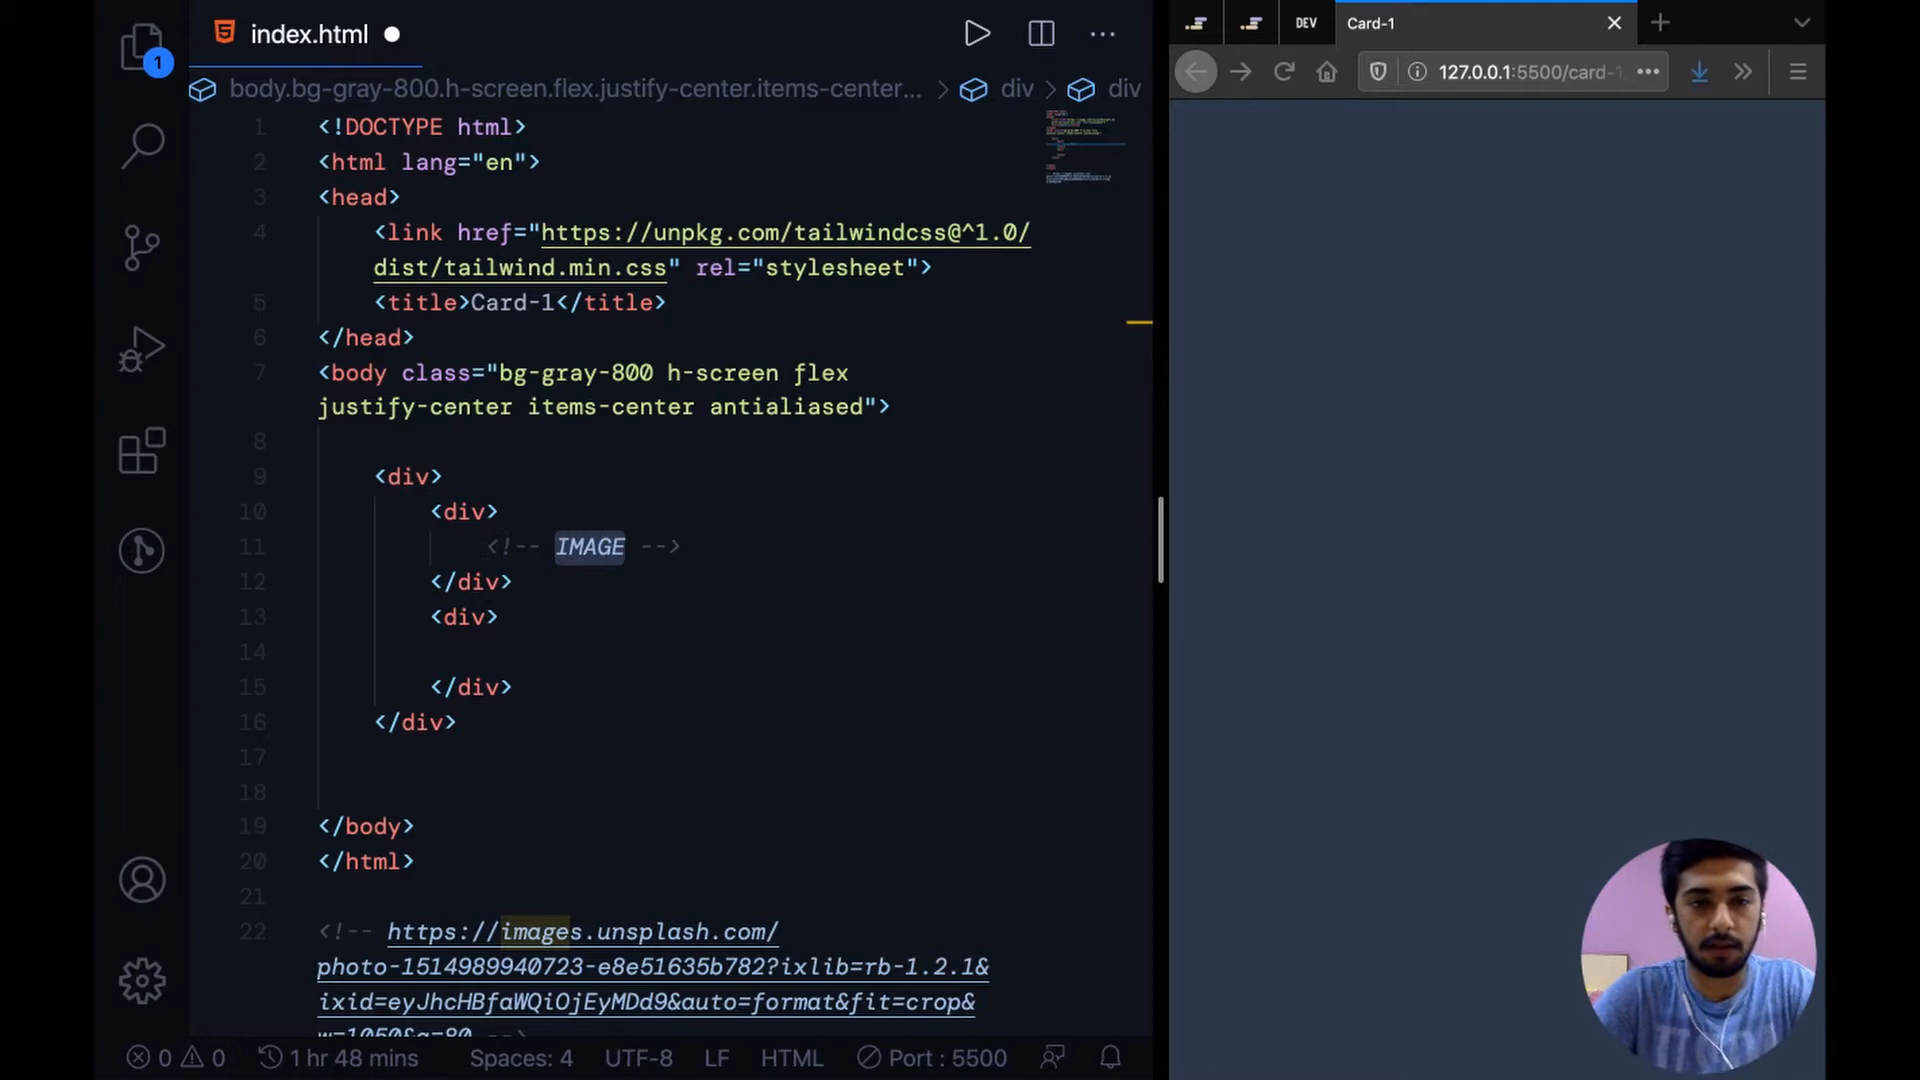 index.html
1
body.bg-gray-800.h-screen.flex.justify-center.items-center... > div > div
1 <!DOCTYPE html>
2 <html lang="en">
3 <head>
4 <link href="https://unpkg.com/tailwindcss@^1.0/
dist/tailwind.min.css" rel="stylesheet">
5 <title>Card-1</title>
6 </head>
7 <body class="bg-gray-800 h-screen flex
justify-center items-center antialiased">
8
9 <div>
10 <div>
11 <!-- IMAGE -->
12 </div>
13 <div>
14
15 </div>
16 </div>
17
18
19 </body>
20 </html>
21
22 <!-- https://images.unsplash.com/
photo-1514989940723-e8e51635b782?ixlib=rb-1.2.1&
ixid=eyJhcHBfaWQiOjEyMDd9&auto=format&fit=crop&
w=1050&q=80 -->
0 0 1 hr 48 mins Spaces: 4 UTF-8 LF HTML Port : 5500
DEV Card-1
127.0.0.1:5500/card-1